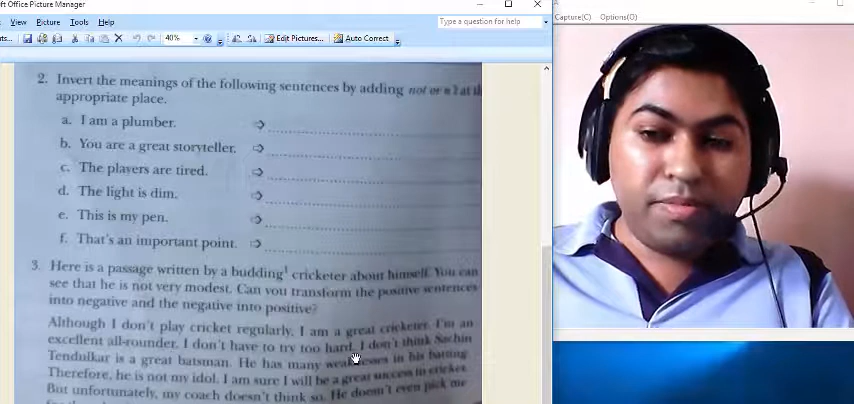 ft Office Picture Manager
View Picture Tools Help
Type a question for help
ts... 40% Edit Pictures... Auto Correct
Capture(C) Options(O)
2. Invert the meanings of the following sentences by adding not or n't at
appropriate place.
a. I am a plumber.
b. You are a great storyteller.
c. The players are tired.
d. The light is dim.
e. This is my pen.
f. That's an important point.
3. Here is a passage written by a budding¹ cricketer about himself. You can
see that he is not very modest. Can you transform the positive sentences
into negative and the negative into positive?
Although I don't play cricket regularly, I am a great cricketer. I'm an
excellent all-rounder. I don't have to try too hard. I don't think Sachin
Tendulkar is a great batsman. He has many weaknesses in his batting.
Therefore, he is not my idol. I am sure I will be a great success in cricket.
But unfortunately, my coach doesn't think so. He doesn't even pick me